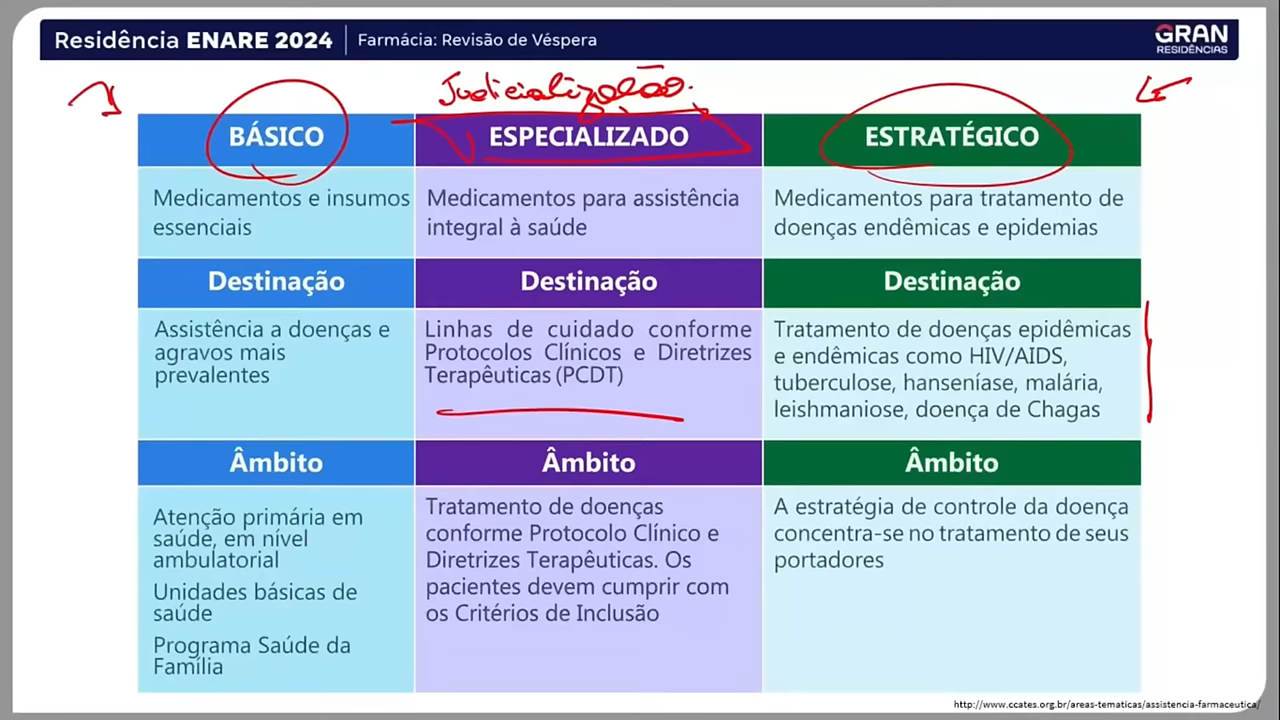 Residência ENARE 2024 | Farmácia: Revisão de Véspera
GRAN
RESIDÊNCIAS
Judicialização.
BÁSICO
Medicamentos e insumos
essenciais
Destinação
Assistência a doenças e
agravos mais
prevalentes
Âmbito
Atenção primária em
saúde, em nível
ambulatorial
Unidades básicas de
saúde
Programa Saúde da
Família
ESPECIALIZADO
Medicamentos para assistência
integral à saúde
Destinação
Linhas de cuidado conforme
Protocolos Clínicos e Diretrizes
Terapêuticas (PCDT)
Âmbito
Tratamento de doenças
conforme Protocolo Clínico e
Diretrizes Terapêuticas. Os
pacientes devem cumprir com
os Critérios de Inclusão
ESTRATÉGICO
Medicamentos para tratamento de
doenças endêmicas e epidemias
Destinação
Tratamento de doenças epidêmicas
e endêmicas como HIV/AIDS,
tuberculose, hanseníase, malária,
leishmaniose, doença de Chagas
Âmbito
A estratégia de controle da doença
concentra-se no tratamento de seus
portadores
http://www.ccates.org.br/areas-tematicas/assistencia-farmaceutica/